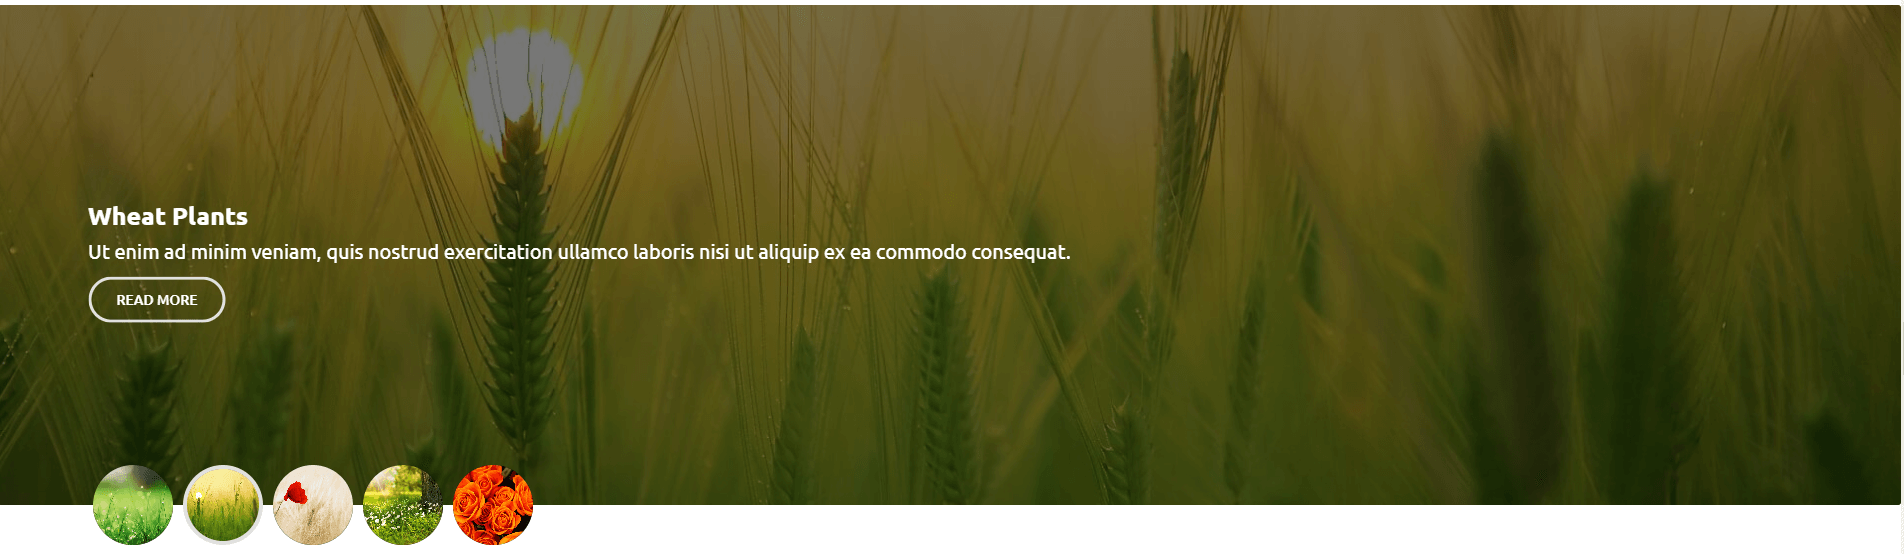 Wheat Plants
Ut enim ad minim veniam, quis nostrud exercitation ullamco laboris nisi ut aliquip ex ea commodo consequat.
READ MORE